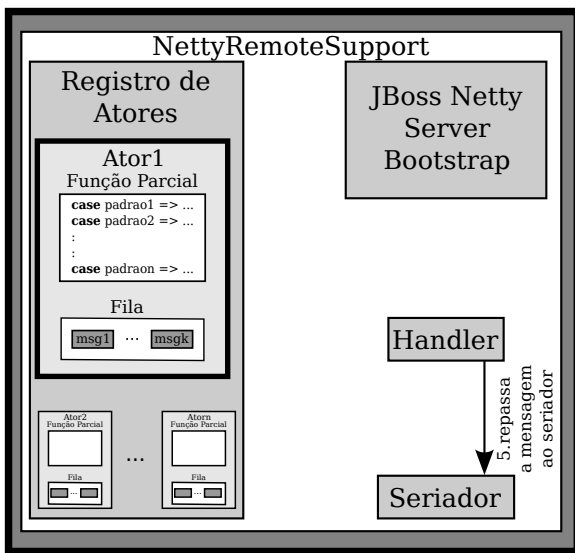 NettyRemoteSupport
Registro de
Atores
Ator1
Função Parcial
case padrao1 => ...
case padrao2 => ...
:
:
case padraon => ...
Fila
msg1 ... msgk
Ator2
Função Parcial
Fila
...
...
Atorn
Função Parcial
Fila
...
JBoss Netty
Server
Bootstrap
Handler
5.repassa
a mensagem
ao seriador
Seriador